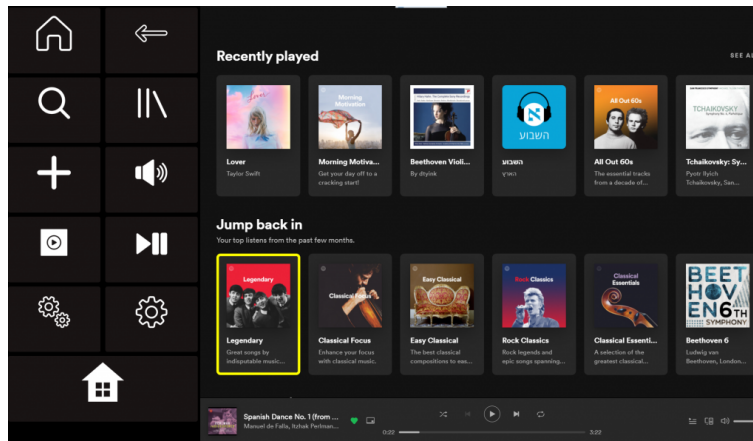 Recently played
SEE AL
Lover
Taylor Swift
Morning
Motivation
Morning Motiva...
Get your day off to a
cracking start!
Beethoven Violi...
By dtyink
השבוע
השבוע
הארץ
All Out 60s
All Out 60s
The essential tracks
from a decade of...
TCHAIKOVSKY
Tchaikovsky: Sy...
Pyotr Ilyich
Tchaikovsky, San...
Jump back in
Your top listens from the past few months.
Legendary
Legendary
Great songs by
indisputable music...
Classical Focus
Classical Focus
Enhance your focus
with classical music.
Easy Classical
Easy Classical
The best classical
compositions to eas...
Rock Classics
Rock Classics
Rock legends and
epic songs spanning...
Classical
Essentials
Classical Essenti...
A selection of the
greatest classical...
BEET
HOV
EN6TH
SYMPHONY
Beethoven 6
Ludwig van
Beethoven, London...
Spanish Dance No. 1 (from ...
Manuel de Falla, Itzhak Perlman...
0:22
3:22